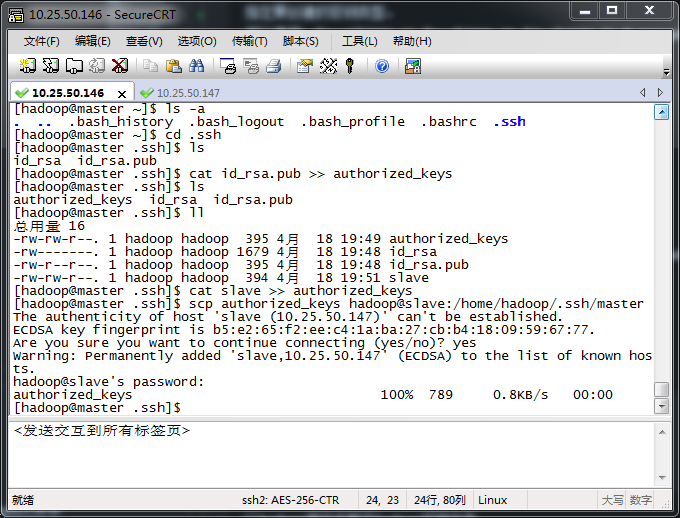 10.25.50.146 - SecureCRT
文件(F) 编辑(E) 查看(V) 选项(O) 传输(T) 脚本(S) 工具(L) 帮助(H)
10.25.50.146 10.25.50.147
[hadoop@master ~]$ ls -a
. .. .bash_history .bash_logout .bash_profile .bashrc .ssh
[hadoop@master ~]$ cd .ssh
[hadoop@master .ssh]$ ls
id_rsa id_rsa.pub
[hadoop@master .ssh]$ cat id_rsa.pub >> authorized_keys
[hadoop@master .ssh]$ ls
authorized_keys id_rsa id_rsa.pub
[hadoop@master .ssh]$ ll
总用量 16
-rw-rw-r--. 1 hadoop hadoop 395 4月 18 19:49 authorized_keys
-rw-------. 1 hadoop hadoop 1679 4月 18 19:48 id_rsa
-rw-r--r--. 1 hadoop hadoop 395 4月 18 19:48 id_rsa.pub
-rw-r--r--. 1 hadoop hadoop 394 4月 18 19:51 slave
[hadoop@master .ssh]$ cat slave >> authorized_keys
[hadoop@master .ssh]$ scp authorized_keys hadoop@slave:/home/hadoop/.ssh/master
The authenticity of host 'slave (10.25.50.147)' can't be established.
ECDSA key fingerprint is b5:e2:65:f2:ee:c4:1a:ba:27:cb:b4:18:09:59:67:77.
Are you sure you want to continue connecting (yes/no)? yes
Warning: Permanently added 'slave,10.25.50.147' (ECDSA) to the list of known hos
ts.
hadoop@slave's password:
authorized_keys 100% 789 0.8KB/s 00:00
[hadoop@master .ssh]$
<发送交互到所有标签页>
就绪 ssh2: AES-256-CTR 24, 23 24行, 80列 Linux 大写 数字